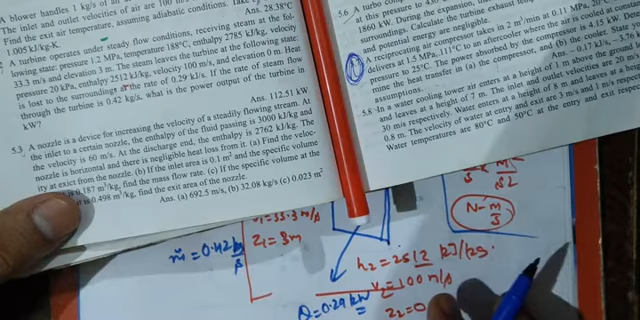 A blower handles 1 kg/s of air
The inlet and outlet velocities of air are 100
Find the exit air temperature, assuming adiabatic conditions.
1.005 kJ/kg-K. 28.38°C
A turbine operates under steady flow conditions, receiving steam at the fol-
lowing state: pressure 1.2 MPa, temperature 188°C, enthalpy 2785 kJ/kg, velocity
33.3 m/s and elevation 3 m. The steam leaves the turbine at the following state:
pressure 20 kPa, enthalpy 2512 kJ/kg, velocity 100 m/s, and elevation 0 m. Heat
is lost to the surroundings at the rate of 0.29 kJ/s. If the rate of steam flow
through the turbine is 0.42 kg/s, what is the power output of the turbine in
kW?
Ans. 112.51 kW
5.3 A nozzle is a device for increasing the velocity of a steadily flowing stream. At
the inlet to a certain nozzle, the enthalpy of the fluid passing is 3000 kJ/kg and
the velocity is 60 m/s. At the discharge end, the enthalpy is 2762 kJ/kg. The
nozzle is horizontal and there is negligible heat loss from it. (a) Find the veloc-
ity at exit from the nozzle. (b) If the inlet area is 0.1 m² and the specific volume
0.187 m³/kg, find the mass flow rate. (c) If the specific volume at the
is 0.498 m³/kg, find the exit area of the nozzle.
Ans. (a) 692.5 m/s, (b) 32.08 kg/s (c) 0.023 m²
5.6 A turbo
at this pressure to
1860 kW. During the expansion,
surroundings. Calculate the turbine exhaust
and potential energy are negligible.
A reciprocating air compressor takes in 2 m³/min at 0.11 MPa, 20°C
delivers at 1.5 MPa, 111°C to an aftercooler where the air is cooled at
pressure to 25°C. The power absorbed by the compressor is 4.15 kW. Deter-
mine the heat transfer in (a) the compressor, and (b) the cooler. State
assumptions.
Ans. – 0.17 kJ/s,
5.8 In a water cooling tower air enters at a height of 1 m above the ground
and leaves at a height of 7 m. The inlet and outlet velocities are 20 m/s
30 m/s respectively. Water enters at a height of 8 m and leaves at a height
0.8 m. The velocity of water at entry and exit are 3 m/s and 1 m/s respect
Water temperatures are 80°C and 50°C at the entry and exit respect
N-m/s
V₁=33.3 m/s
z₁=3m
ṁ = 0.42 kg/s
h₂ = 2512 kJ/kg.
V₂=100 m/s
Q=0.29 kW
z₂=0